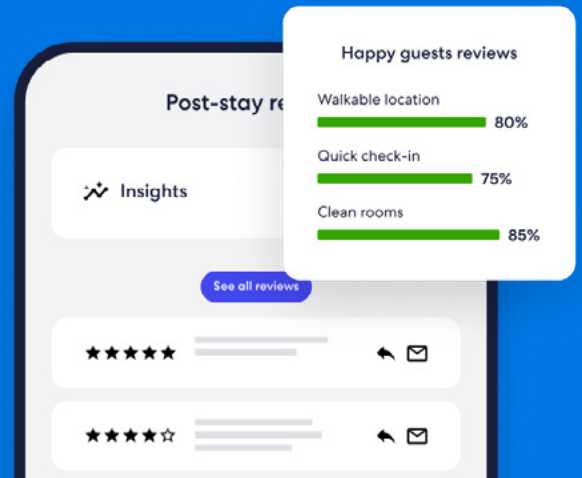 Happy guests reviews
Walkable location
80%
Quick check-in
75%
Clean rooms
85%
Post-stay re
Insights
See all reviews